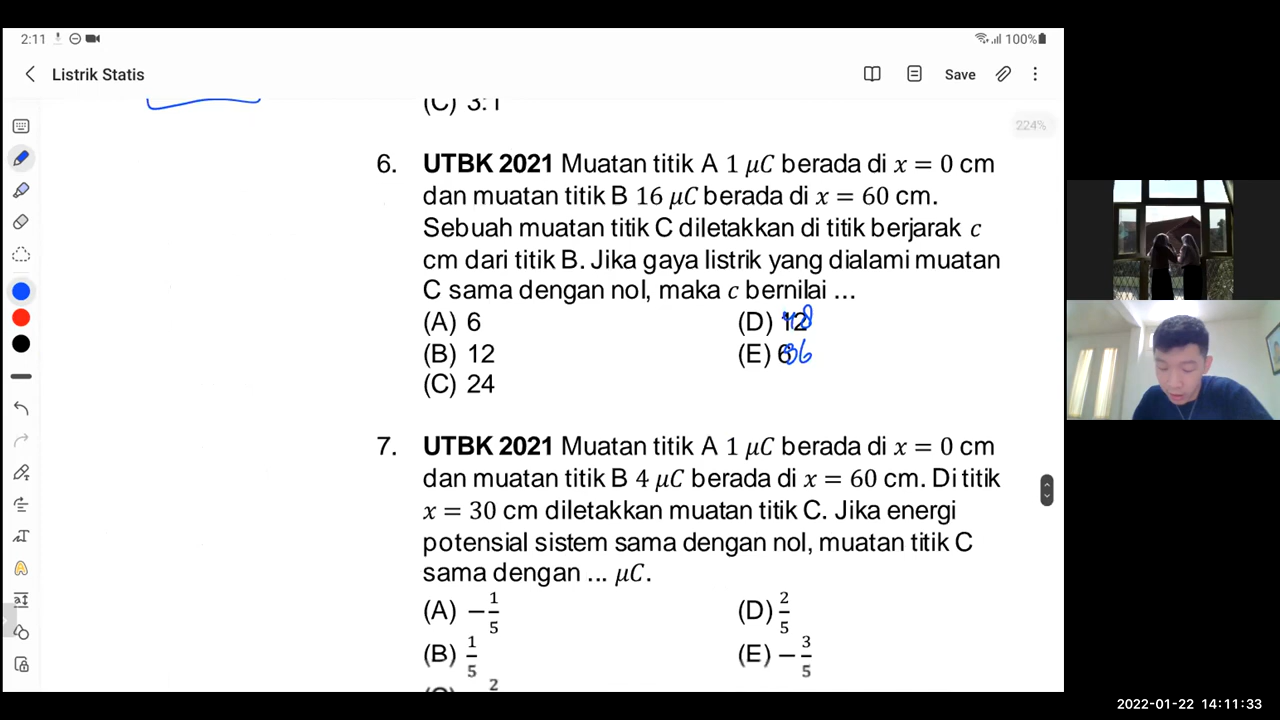 2:11
100%
Listrik Statis
Save
(C) 3:1
224%
6. UTBK 2021 Muatan titik A 1 μC berada di x = 0 cm
dan muatan titik B 16 μC berada di x = 60 cm.
Sebuah muatan titik C diletakkan di titik berjarak c
cm dari titik B. Jika gaya listrik yang dialami muatan
C sama dengan nol, maka c bernilai ...
(A) 6
(D) 12 48
(B) 12
(E) 6 36
(C) 24
7. UTBK 2021 Muatan titik A 1 μC berada di x = 0 cm
dan muatan titik B 4 μC berada di x = 60 cm. Di titik
x = 30 cm diletakkan muatan titik C. Jika energi
potensial sistem sama dengan nol, muatan titik C
sama dengan ... μC.
(A) −1/5
(D) 2/5
(B) 1/5
(E) −3/5
2
2022-01-22 14:11:33